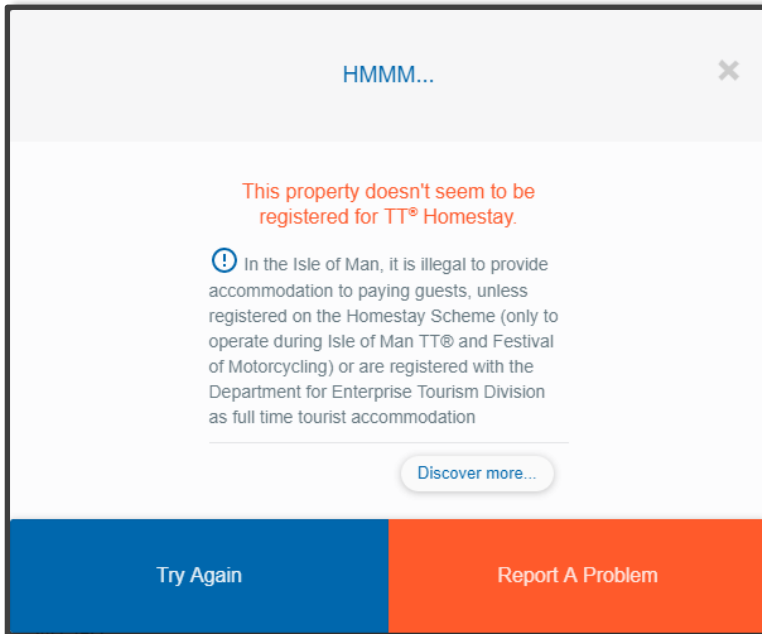 HMMM...
This property doesn't seem to be
registered for TT® Homestay.
In the Isle of Man, it is illegal to provide
accommodation to paying guests, unless
registered on the Homestay Scheme (only to
operate during Isle of Man TT® and Festival
of Motorcycling) or are registered with the
Department for Enterprise Tourism Division
as full time tourist accommodation
Discover more...
Try Again
Report A Problem